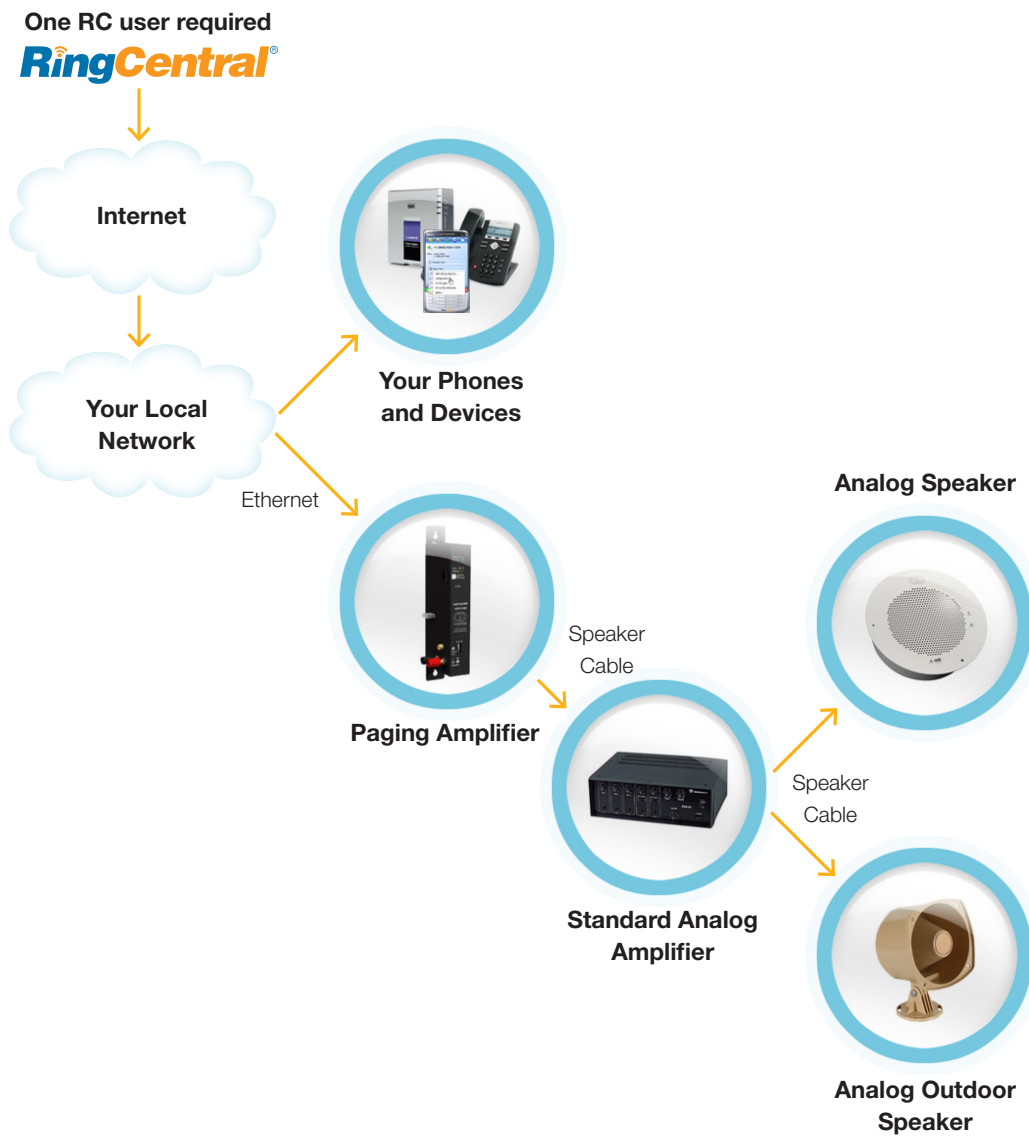 One RC user required
RingCentral®
Internet
Your Phones
and Devices
Your Local
Network
Ethernet
Analog Speaker
Speaker
Cable
Paging Amplifier
Speaker
Cable
Standard Analog
Amplifier
Analog Outdoor
Speaker